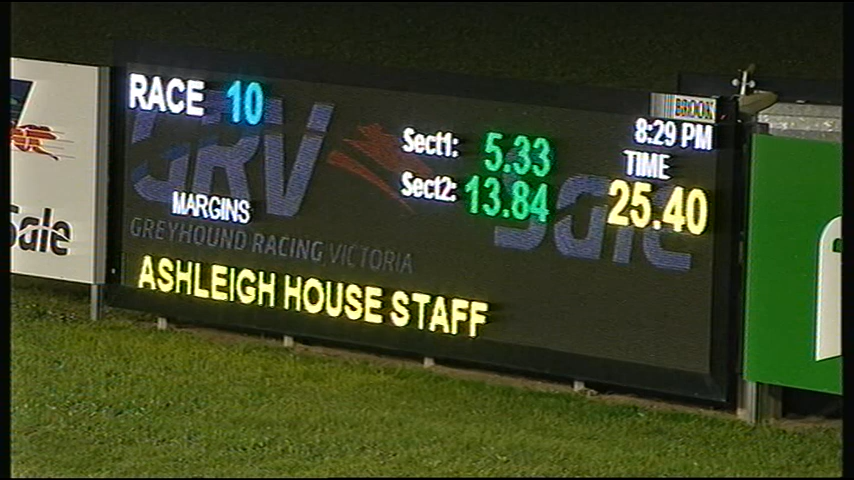 BROOK
RACE 10
8:29 PM
Sect1: 5.33
TIME
Sect2: 13.84
25.40
GRV
Sale
MARGINS
GREYHOUND RACING VICTORIA
ASHLEIGH HOUSE STAFF
Sale